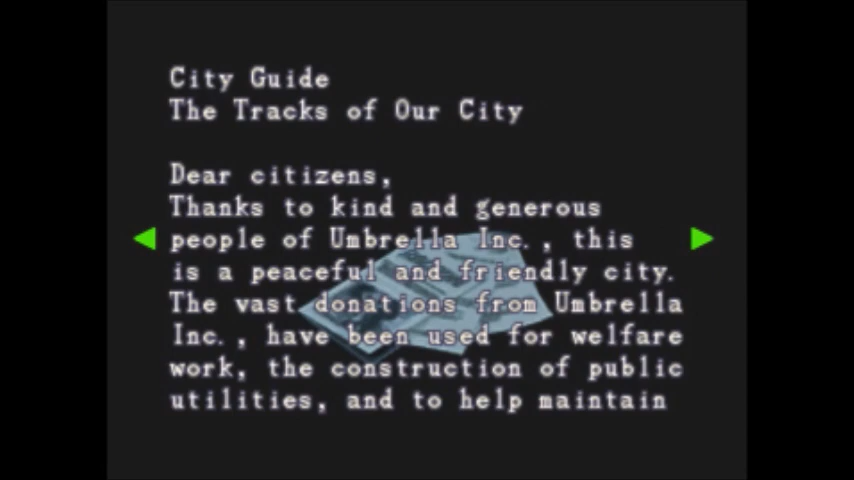 City Guide
The Tracks of Our City
Dear citizens,
Thanks to kind and generous
people of Umbrella Inc., this
is a peaceful and friendly city.
The vast donations from Umbrella
Inc., have been used for welfare
work, the construction of public
utilities, and to help maintain